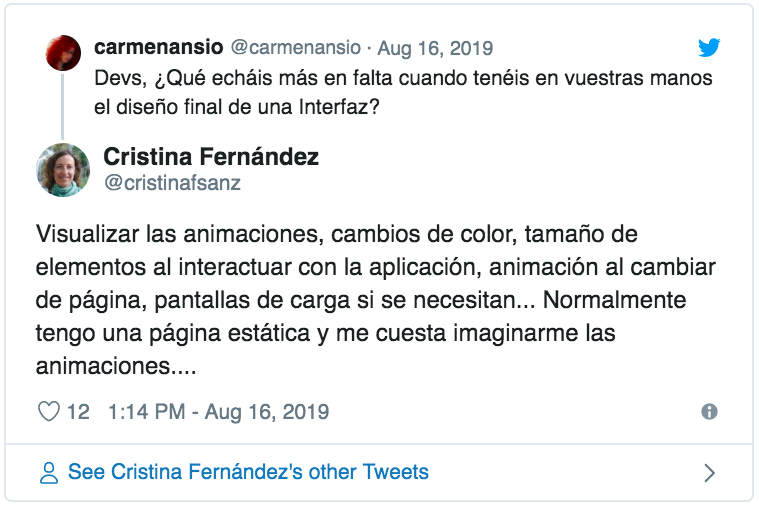 carmenansio @carmenansio · Aug 16, 2019
Devs, ¿Qué echáis más en falta cuando tenéis en vuestras manos
el diseño final de una Interfaz?
Cristina Fernández
@cristinafsanz
Visualizar las animaciones, cambios de color, tamaño de
elementos al interactuar con la aplicación, animación al cambiar
de página, pantallas de carga si se necesitan... Normalmente
tengo una página estática y me cuesta imaginarme las
animaciones....
12 1:14 PM - Aug 16, 2019
See Cristina Fernández's other Tweets